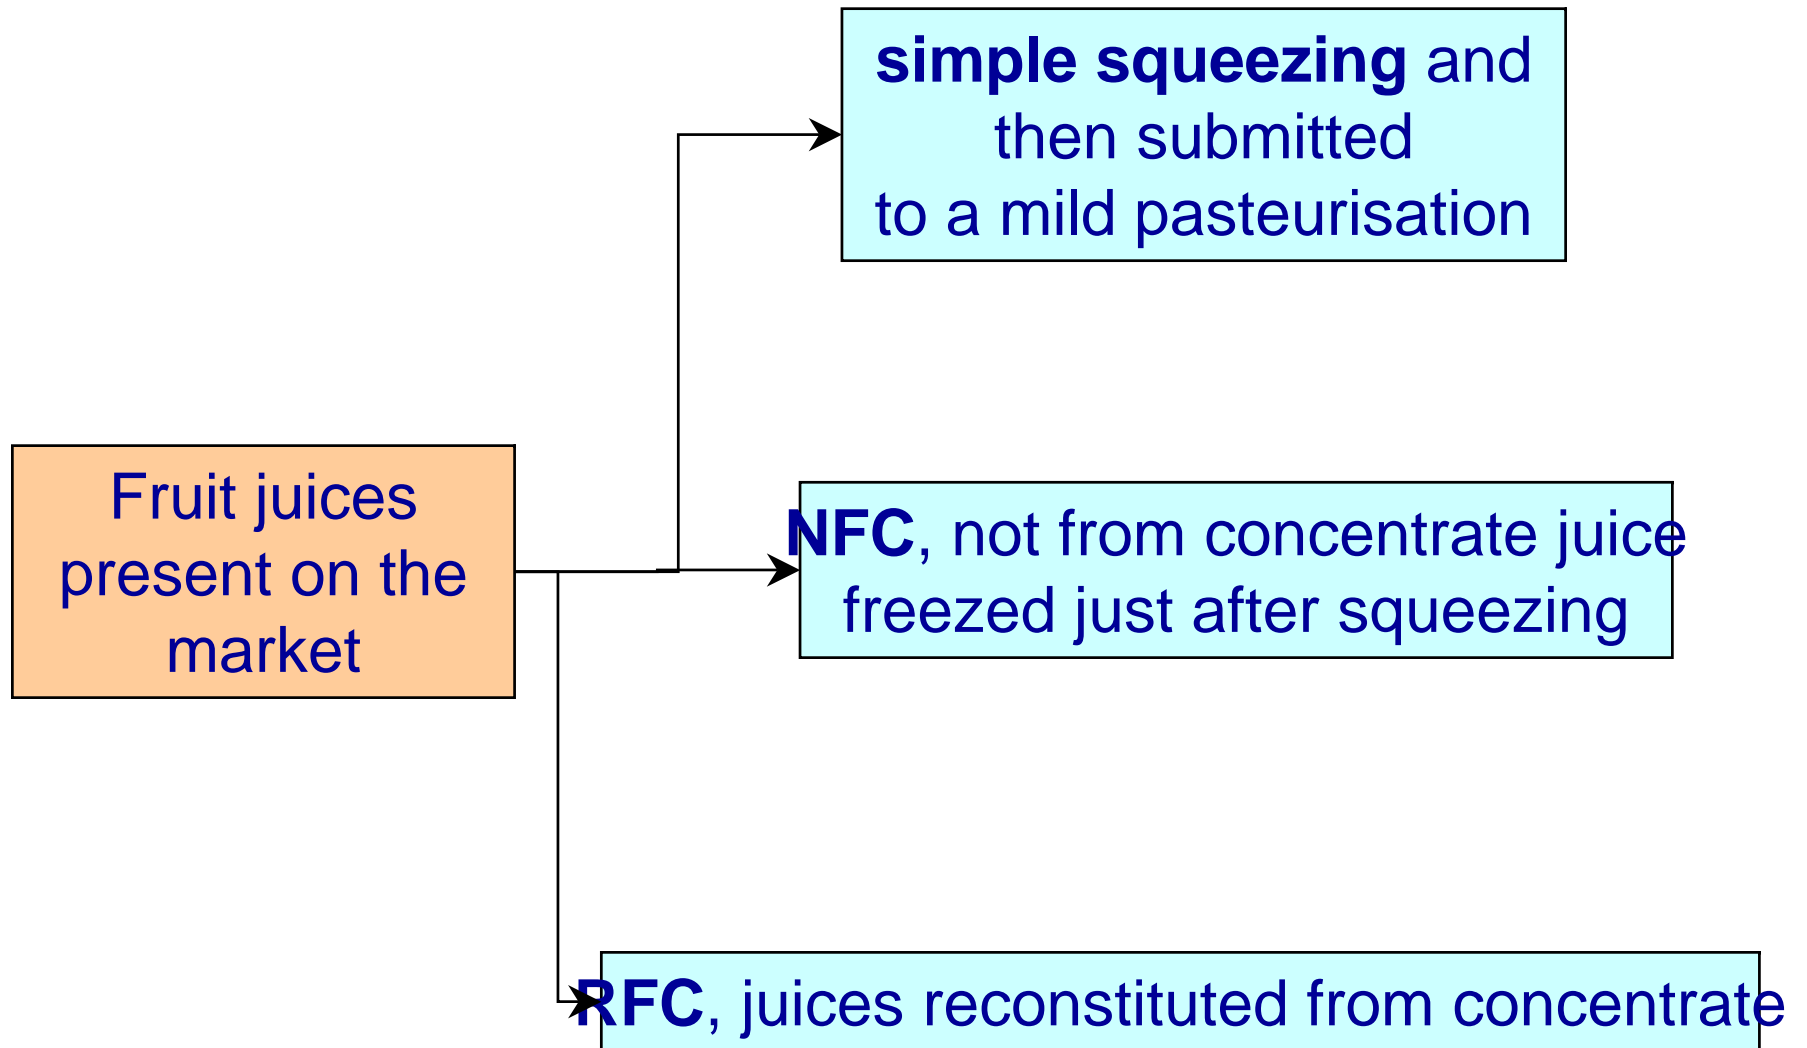 simple squeezing and
then submitted
to a mild pasteurisation
Fruit juices
present on the
market
NFC, not from concentrate juice
freezed just after squeezing
RFC, juices reconstituted from concentrate